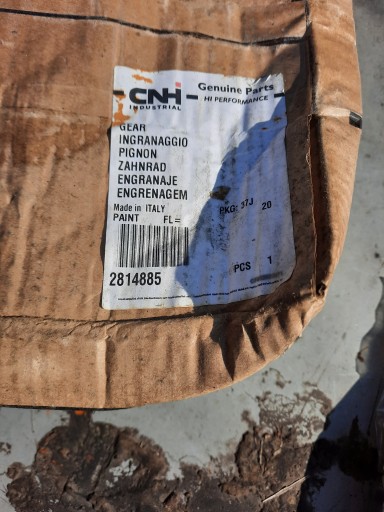 CNH
INDUSTRIAL
Genuine Parts
HI PERFORMANCE
GEAR
INGRANAGGIO
PIGNON
ZAHNRAD
ENGRANAJE
ENGRENAGEM
Made in ITALY PKG: 37J 20
PAINT FL=
2814885 PCS 1